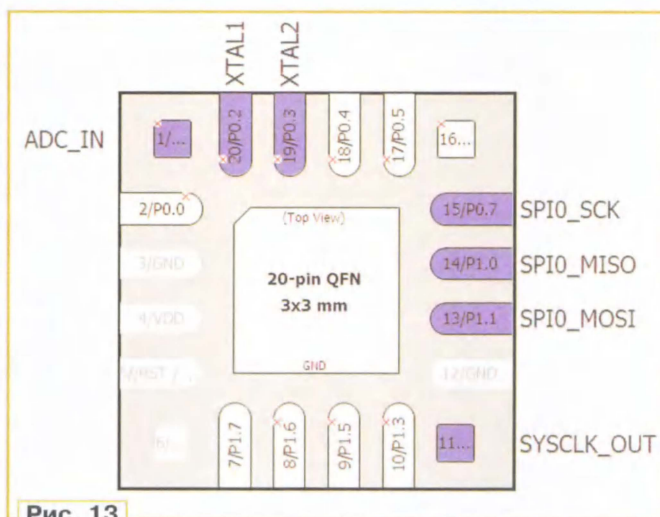 XTAL1
XTAL2
ADC_IN
1/...
20/P0.2
19/P0.3
18/P0.4
17/P0.5
16...
2/P0.0
(Top View)
15/P0.7
SPI0_SCK
3/GND
20-pin QFN
14/P1.0
SPI0_MISO
4/VDD
3x3 mm
13/P1.1
SPI0_MOSI
GND
12/GND
7/P1.7
8/P1.6
9/P1.5
10/P1.3
11...
SYSCLK_OUT
Рис. 13